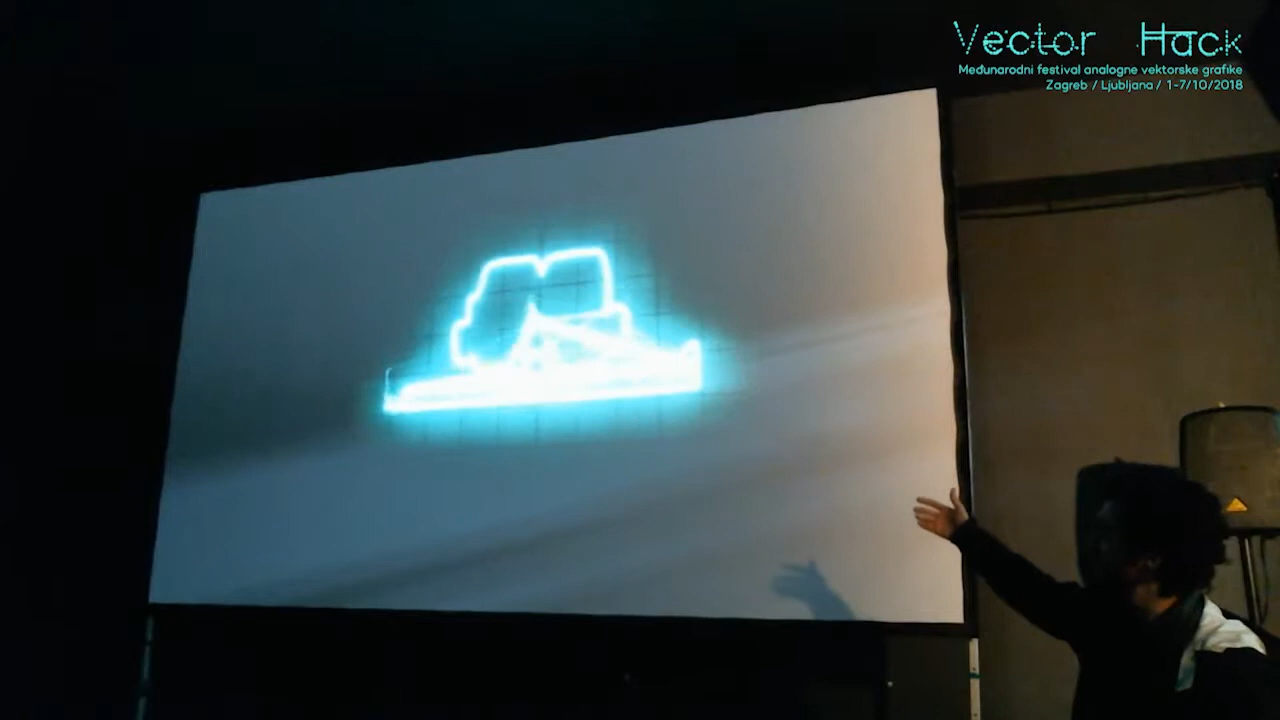 Vector Hack
Međunarodni festival analogne vektorske grafike
Zagreb / Ljubljana / 1-7/10/2018